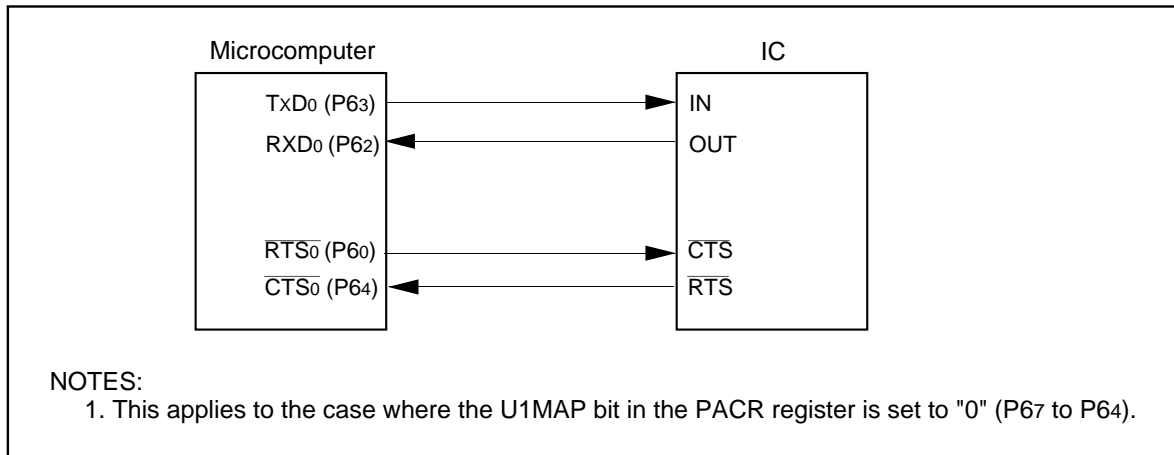 Microcomputer IC
TxD0 (P63) IN
RXD0 (P62) OUT
RTS0 (P60) CTS
CTS0 (P64) RTS
NOTES:
1. This applies to the case where the U1MAP bit in the PACR register is set to "0" (P67 to P64).